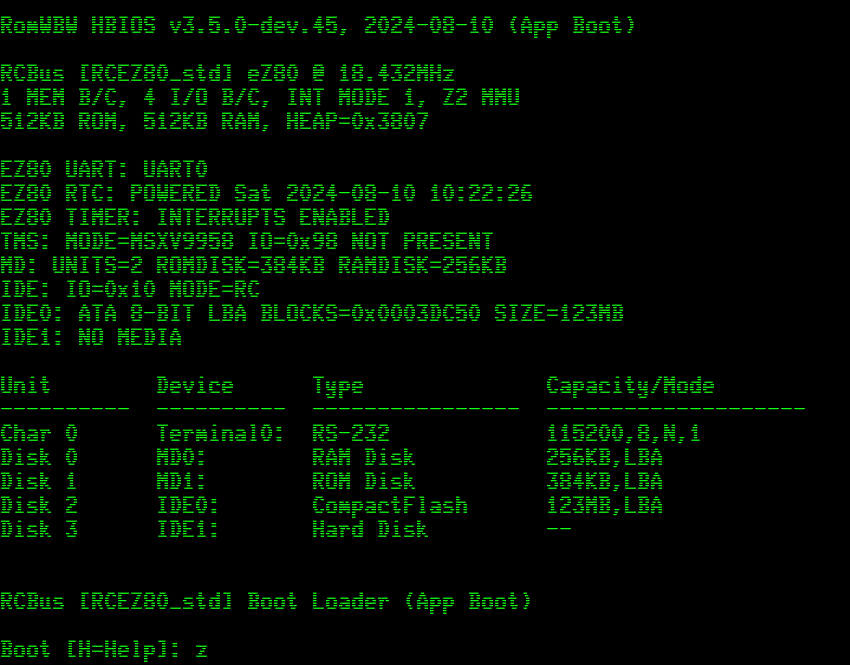 RomWBW HBIOS v3.5.0-dev.45, 2024-08-10 (App Boot)
RCBus [RCEZ80_std] eZ80 @ 18.432MHz
1 MEM B/C, 4 I/O B/C, INT MODE 1, Z2 MMU
512KB ROM, 512KB RAM, HEAP=0x3807
EZ80 UART: UART0
EZ80 RTC: POWERED Sat 2024-08-10 10:22:26
EZ80 TIMER: INTERRUPTS ENABLED
TMS: MODE=MSXV9958 IO=0x98 NOT PRESENT
MD: UNITS=2 ROMDISK=384KB RAMDISK=256KB
IDE: IO=0x10 MODE=RC
IDE0: ATA 8-BIT LBA BLOCKS=0x0003DC50 SIZE=123MB
IDE1: NO MEDIA
Unit        Device      Type              Capacity/Mode
----------  ----------  ----------------  --------------------
Char 0      Terminal0:  RS-232            115200,8,N,1
Disk 0      MD0:        RAM Disk          256KB,LBA
Disk 1      MD1:        ROM Disk          384KB,LBA
Disk 2      IDE0:       CompactFlash      123MB,LBA
Disk 3      IDE1:       Hard Disk         --
RCBus [RCEZ80_std] Boot Loader (App Boot)
Boot [H=Help]: z